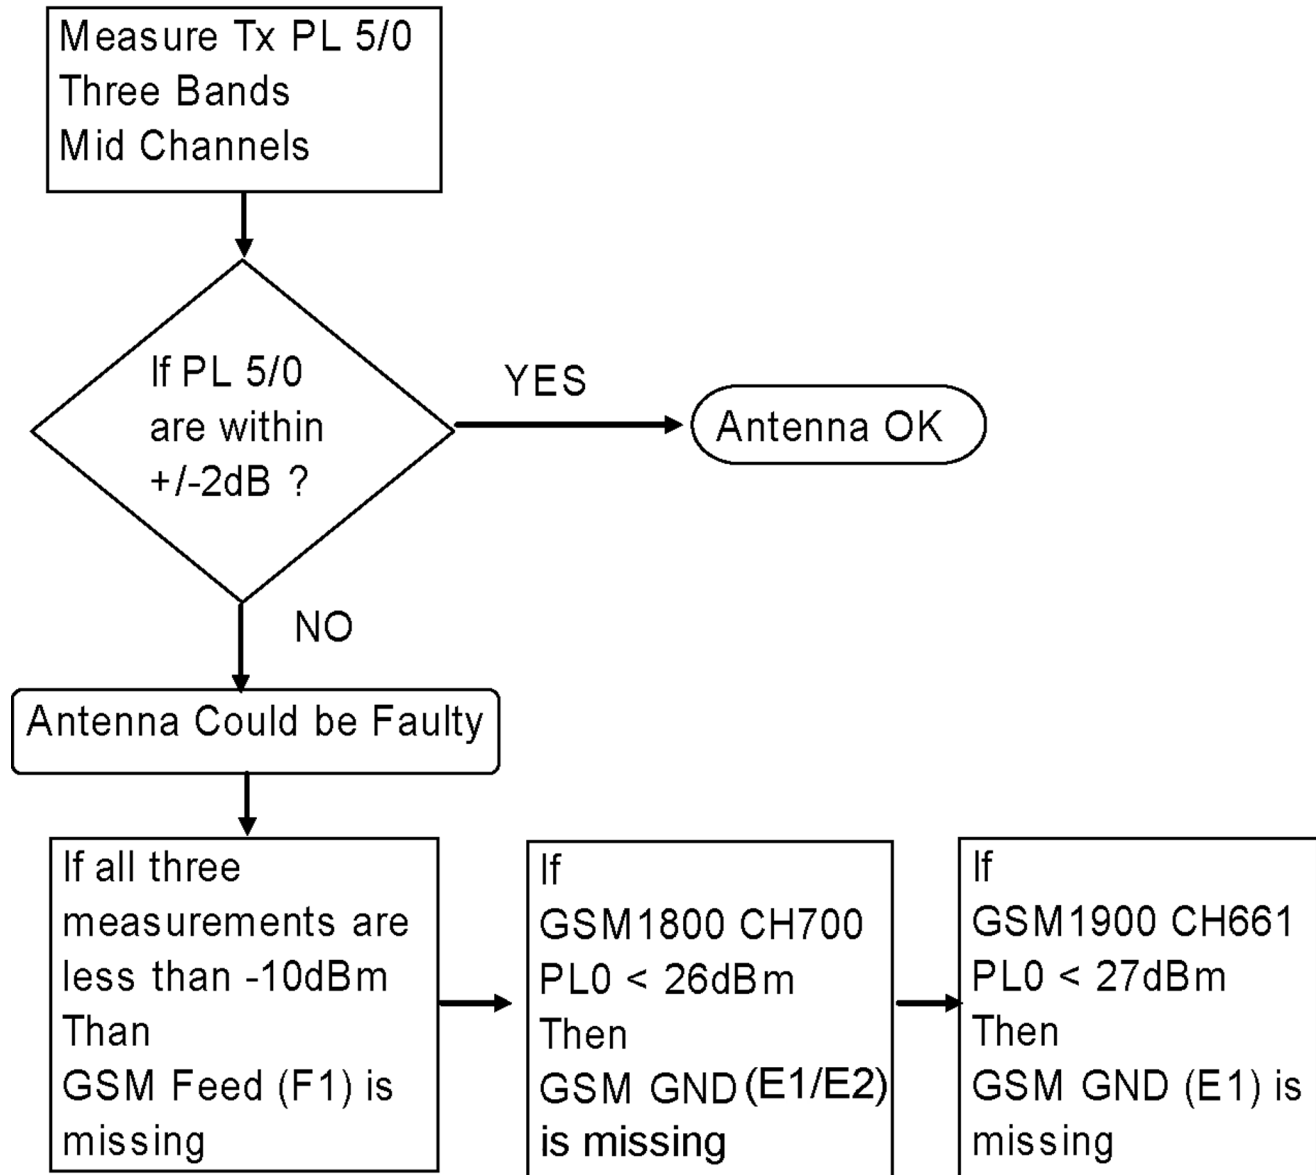 Measure Tx PL 5/0
Three Bands
Mid Channels
If PL 5/0
are within
+/-2dB ?
YES
Antenna OK
NO
Antenna Could be Faulty
If all three
measurements are
less than -10dBm
Than
GSM Feed (F1) is
missing
If
GSM1800 CH700
PL0 < 26dBm
Then
GSM GND (E1/E2)
is missing
If
GSM1900 CH661
PL0 < 27dBm
Then
GSM GND (E1) is
missing